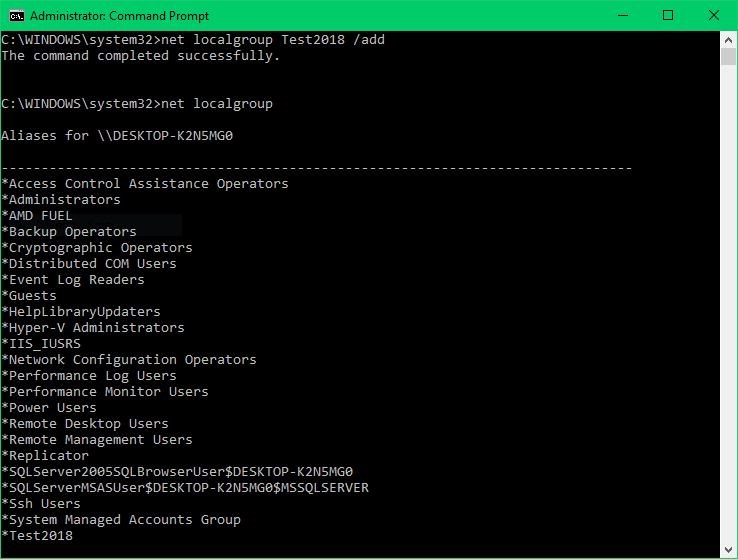 Administrator: Command Prompt
C:\WINDOWS\system32>net localgroup Test2018 /add
The command completed successfully.
C:\WINDOWS\system32>net localgroup
Aliases for \\DESKTOP-K2N5MG0
-------------------------------------------------------------------------------
*Access Control Assistance Operators
*Administrators
*AMD FUEL
*Backup Operators
*Cryptographic Operators
*Distributed COM Users
*Event Log Readers
*Guests
*HelpLibraryUpdaters
*Hyper-V Administrators
*IIS_IUSRS
*Network Configuration Operators
*Performance Log Users
*Performance Monitor Users
*Power Users
*Remote Desktop Users
*Remote Management Users
*Replicator
*SQLServer2005SQLBrowserUser$DESKTOP-K2N5MG0
*SQLServerMSASUser$DESKTOP-K2N5MG0$MSSQLSERVER
*Ssh Users
*System Managed Accounts Group
*Test2018